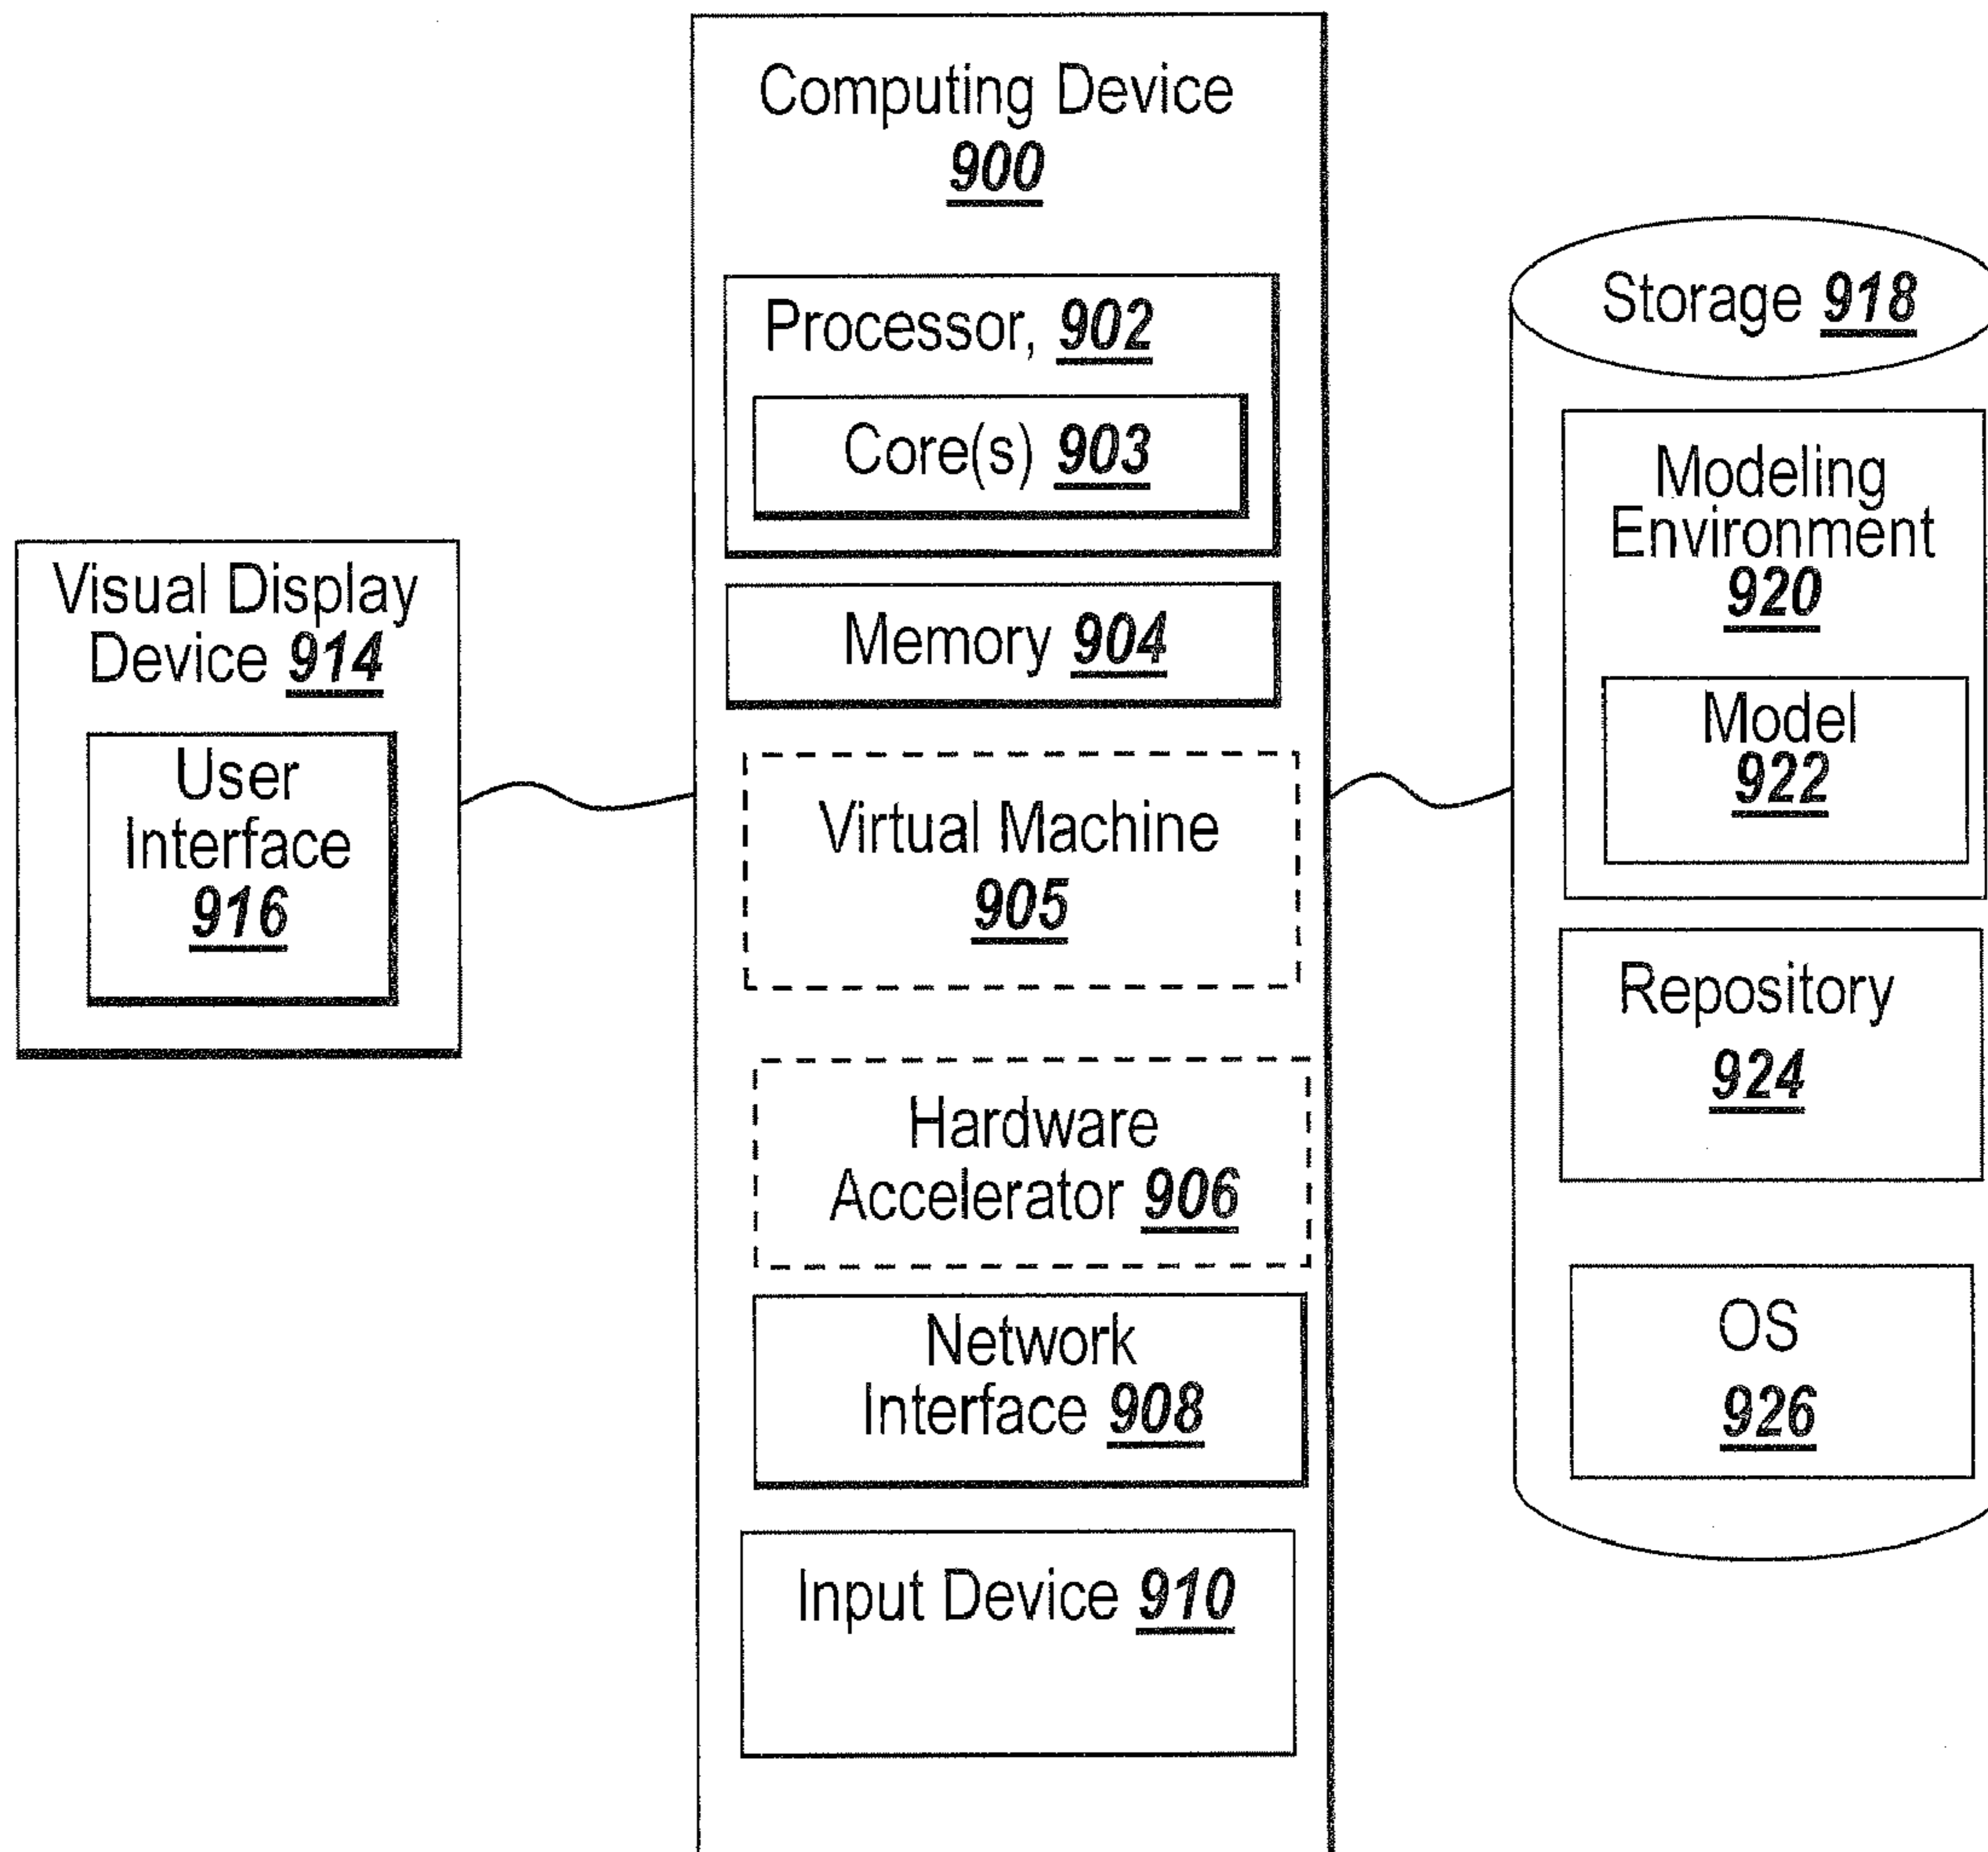 Computing Device
900
Processor, 902
Core(s) 903
Memory 904
Virtual Machine
905
Hardware
Accelerator 906
Network
Interface 908
Input Device 910
Visual Display
Device 914
User
Interface
916
Storage 918
Modeling
Environment
920
Model
922
Repository
924
OS
926